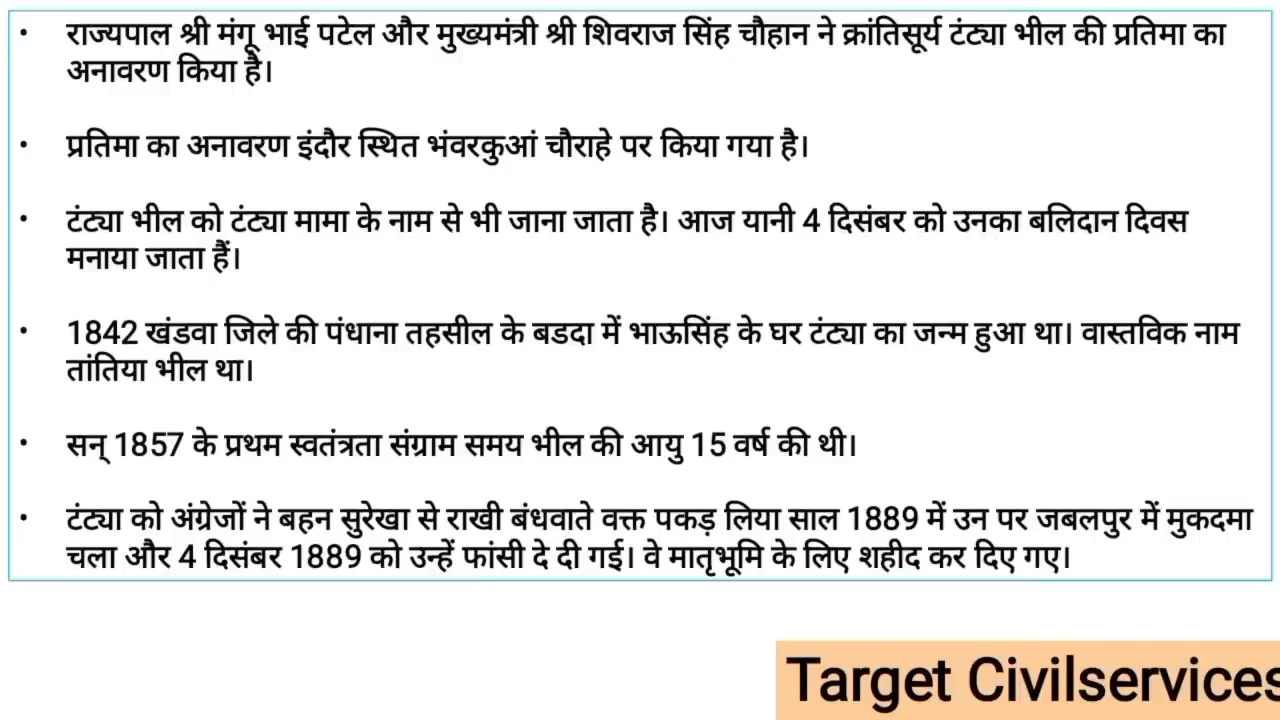 • राज्यपाल श्री मंगू भाई पटेल और मुख्यमंत्री श्री शिवराज सिंह चौहान ने क्रांतिसूर्य टंट्या भील की प्रतिमा का
अनावरण किया है।
• प्रतिमा का अनावरण इंदौर स्थित भंवरकुआं चौराहे पर किया गया है।
• टंट्या भील को टंट्या मामा के नाम से भी जाना जाता है। आज यानी 4 दिसंबर को उनका बलिदान दिवस
मनाया जाता हैं।
• 1842 खंडवा जिले की पंधाना तहसील के बडदा में भाऊसिंह के घर टंट्या का जन्म हुआ था। वास्तविक नाम
तांतिया भील था।
• सन् 1857 के प्रथम स्वतंत्रता संग्राम समय भील की आयु 15 वर्ष की थी।
• टंट्या को अंग्रेजों ने बहन सुरेखा से राखी बंधवाते वक्त पकड़ लिया साल 1889 में उन पर जबलपुर में मुकदमा
चला और 4 दिसंबर 1889 को उन्हें फांसी दे दी गई। वे मातृभूमि के लिए शहीद कर दिए गए।
Target Civilservices